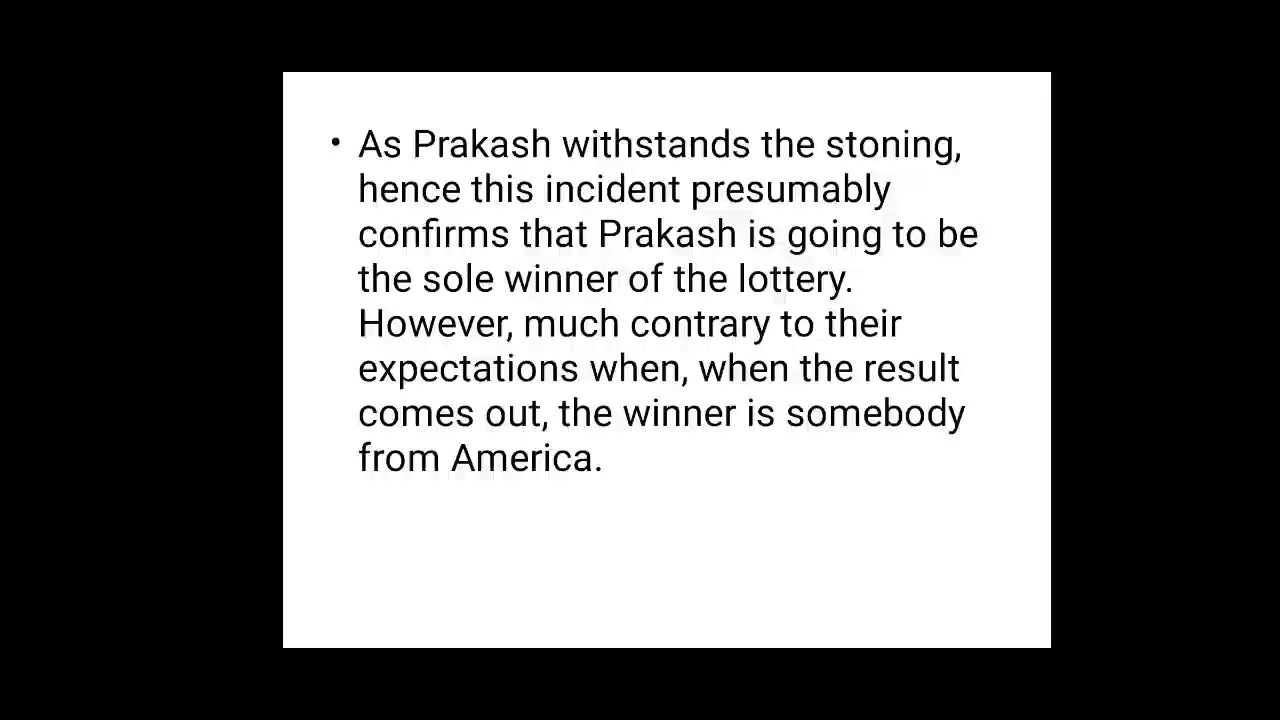 • As Prakash withstands the stoning,
hence this incident presumably
confirms that Prakash is going to be
the sole winner of the lottery.
However, much contrary to their
expectations when, when the result
comes out, the winner is somebody
from America.